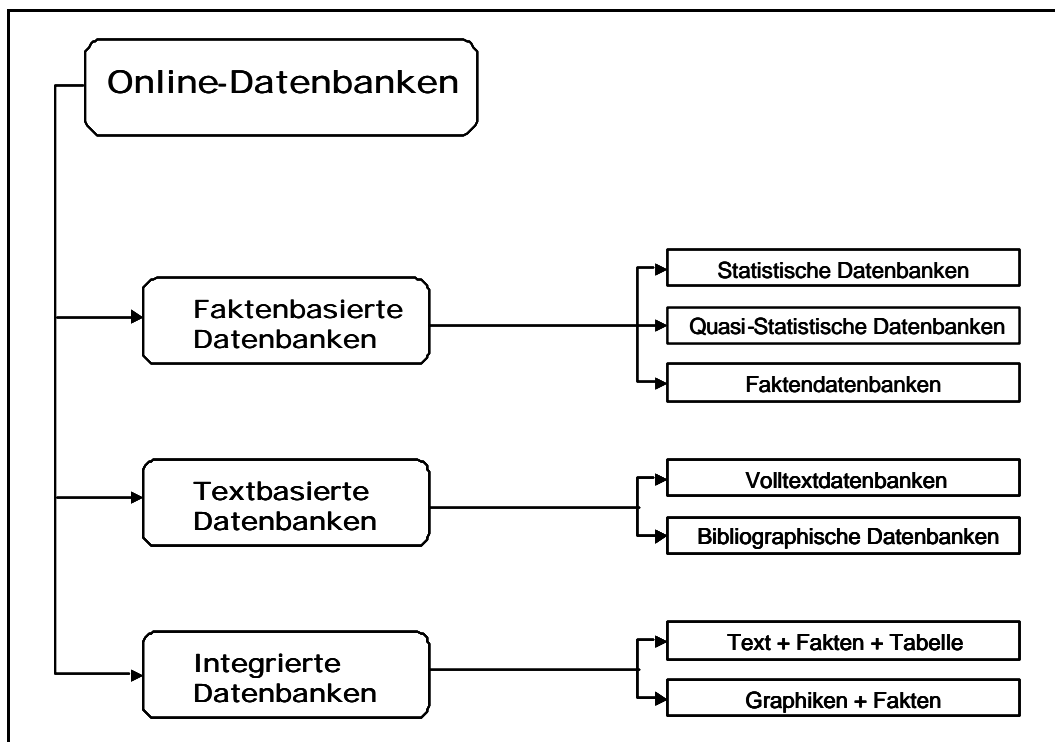 Online-Datenbanken
Faktenbasierte
Datenbanken
Statistische Datenbanken
Quasi-Statistische Datenbanken
Faktendatenbanken
Textbasierte
Datenbanken
Volltextdatenbanken
Bibliographische Datenbanken
Integrierte
Datenbanken
Text + Fakten + Tabelle
Graphiken + Fakten